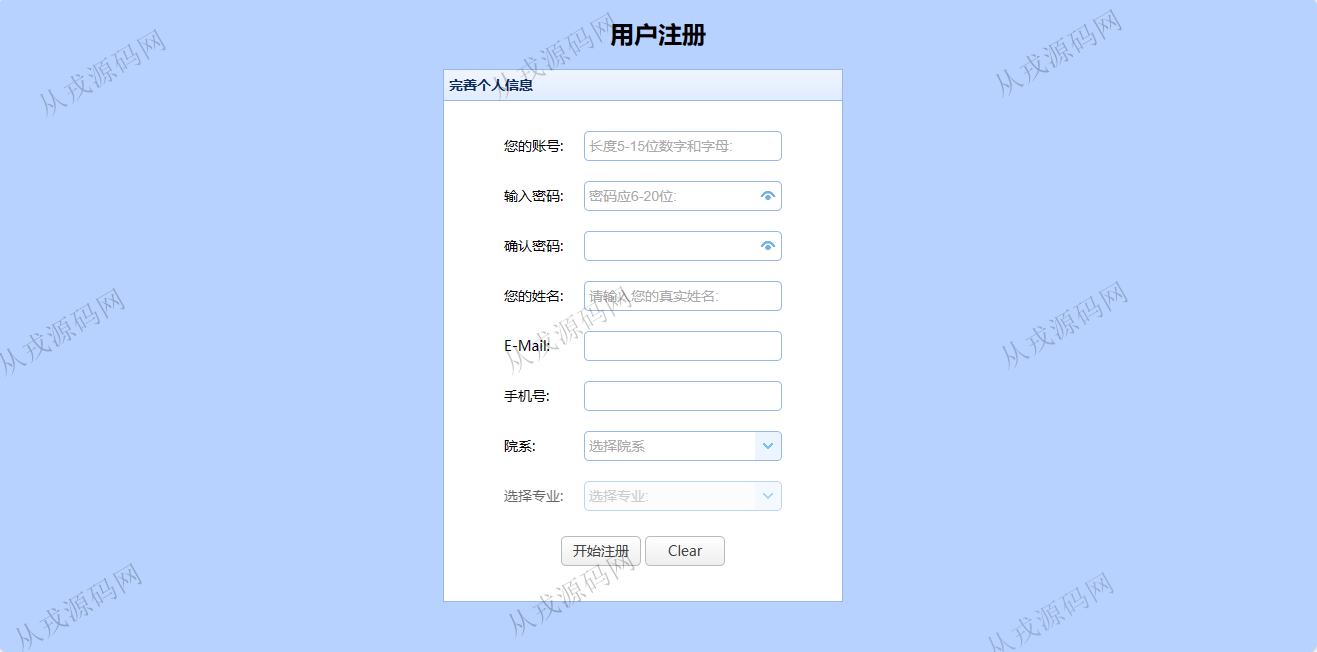 用户注册
完善个人信息
您的账号: 长度5-15位数字和字母:
输入密码: 密码应6-20位:
确认密码:
您的姓名: 请输入您的真实姓名:
E-Mail:
手机号:
院系: 选择院系
选择专业: 选择专业:
开始注册 Clear
从戎源码网
从戎源码网
从戎源码网
从戎源码网
从戎源码网
从戎源码网
从戎源码网
从戎源码网
从戎源码网